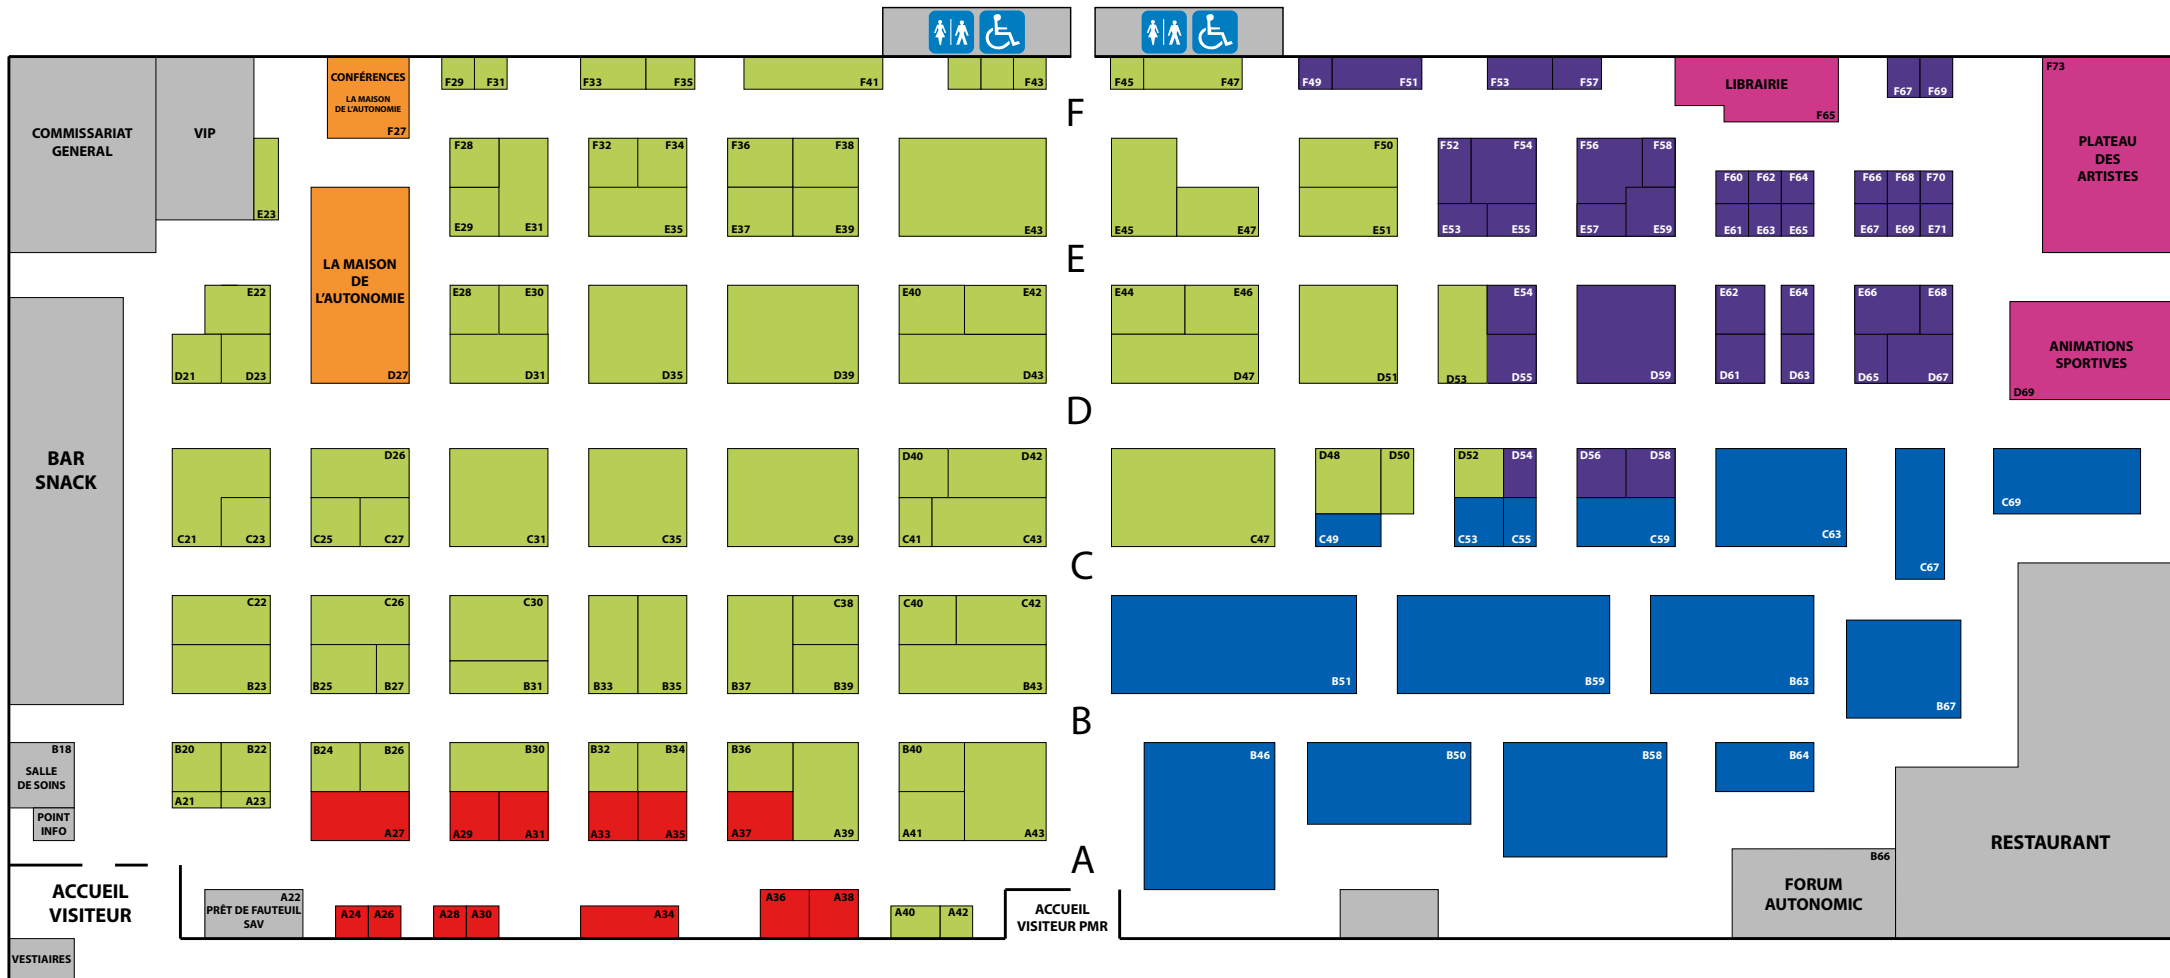 F29 F31 F33 F35 F41 F43 F45 F47 F49 F51 F53 F57 F67 F69
CONFÉRENCES
LA MAISON
DE L'AUTONOMIE
F27
LIBRAIRIE
F65
F73
PLATEAU
DES
ARTISTES
COMMISSARIAT
GENERAL
VIP
E23
F
F28 F32 F34 F36 F38 F50 F52 F54 F56 F58
F60 F62 F64 F66 F68 F70
E29 E31 E35 E37 E39 E43 E45 E47 E51 E53 E55 E57 E59 E61 E63 E65 E67 E69 E71
E
LA MAISON
DE
L'AUTONOMIE
D27
E22 E28 E30 E40 E42 E44 E46 E54 E62 E64 E66 E68
D21 D23 D31 D35 D39 D43 D47 D51 D53 D55 D59 D61 D63 D65 D67
ANIMATIONS
SPORTIVES
D69
D
BAR
SNACK
D26 D40 D42 D48 D50 D52 D54 D56 D58
C21 C23 C25 C27 C31 C35 C39 C41 C43 C47 C49 C53 C55 C59 C63 C67 C69
C
C22 C26 C30 C38 C40 C42
B23 B25 B27 B31 B33 B35 B37 B39 B43 B51 B59 B63 B67
B
B18
SALLE
DE SOINS
POINT
INFO
B20 B22 B24 B26 B30 B32 B34 B36 B40 B46 B50 B58 B64
A21 A23 A27 A29 A31 A33 A35 A37 A39 A41 A43
A
RESTAURANT
B66
FORUM
AUTONOMIC
ACCUEIL
VISITEUR
A22
PRÊT DE FAUTEUIL
SAV
A24 A26 A28 A30 A34 A36 A38 A40 A42
ACCUEIL
VISITEUR PMR
VESTIAIRES